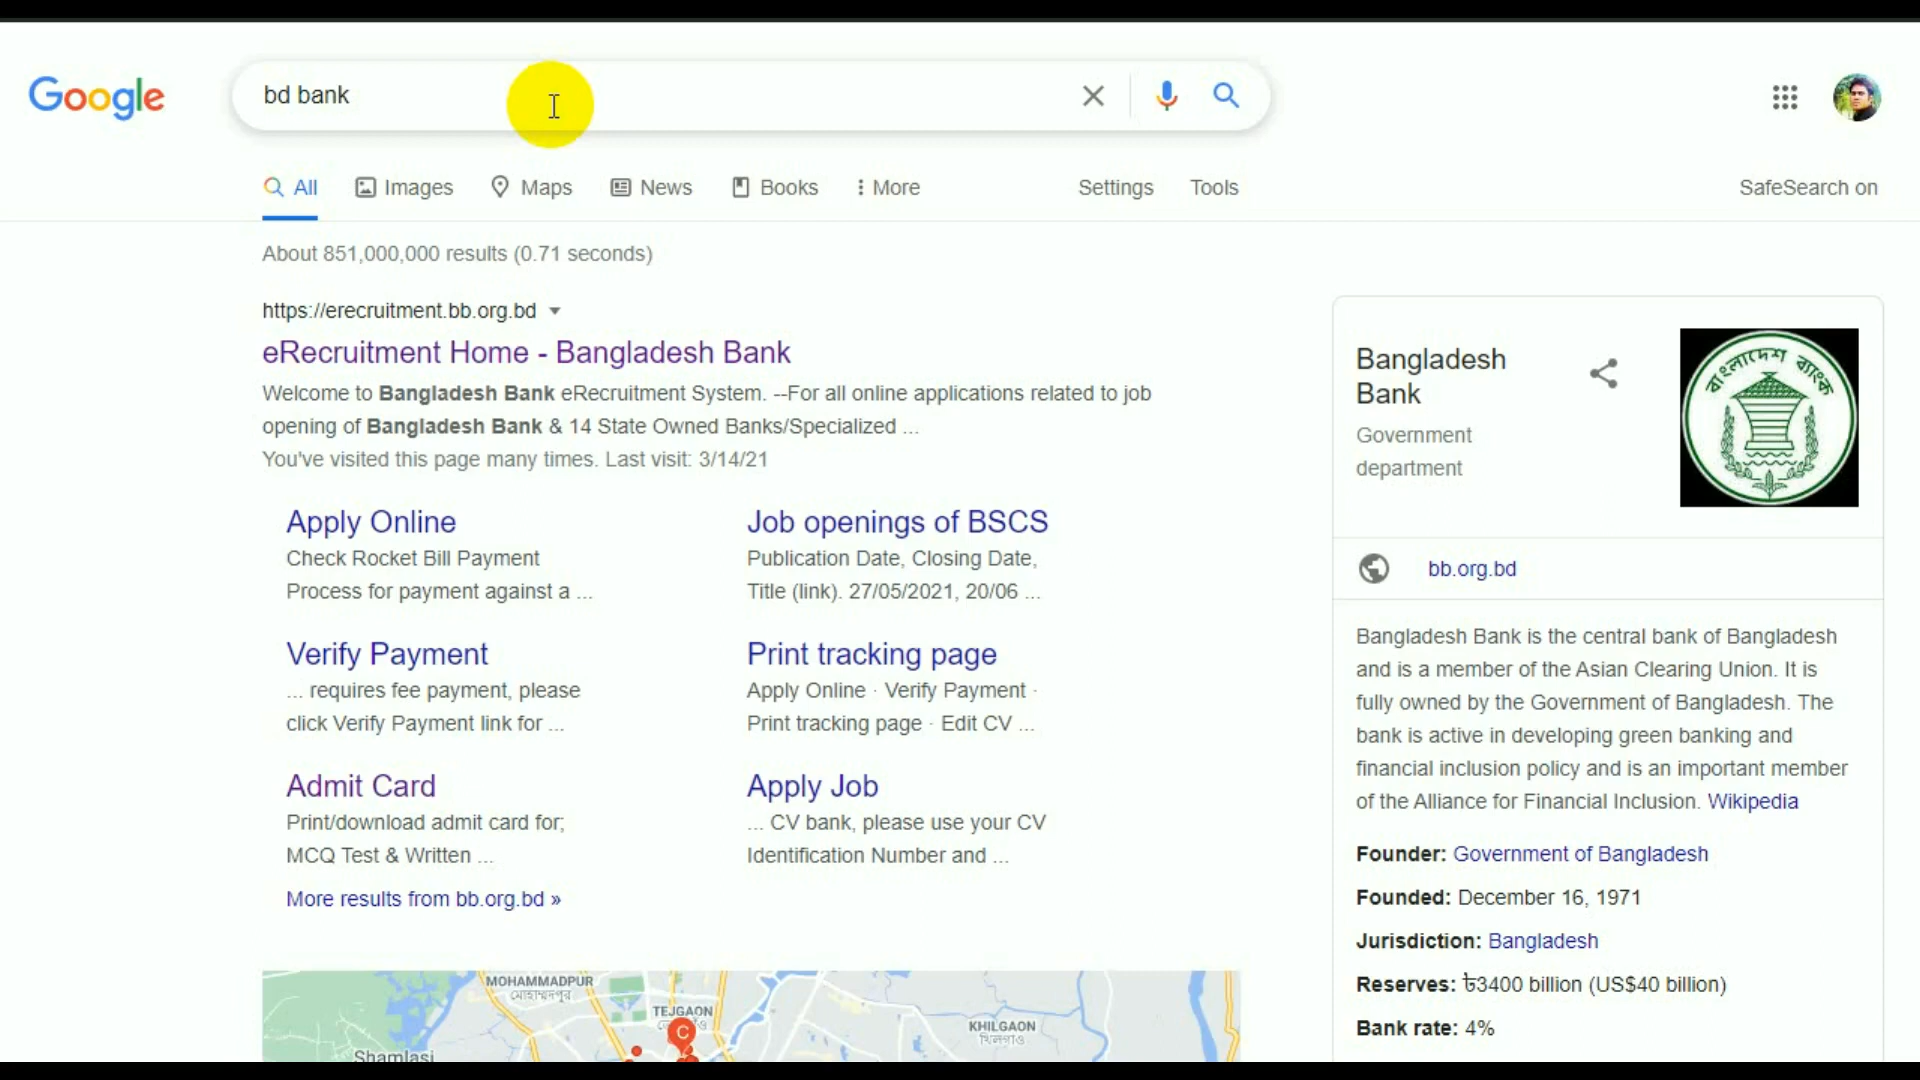 Google
bd bank
All
Images
Maps
News
Books
More
Settings
Tools
SafeSearch on
About 851,000,000 results (0.71 seconds)
https://erecruitment.bb.org.bd
eRecruitment Home - Bangladesh Bank
Welcome to Bangladesh Bank eRecruitment System. --For all online applications related to job
opening of Bangladesh Bank & 14 State Owned Banks/Specialized ...
You've visited this page many times. Last visit: 3/14/21
Apply Online
Check Rocket Bill Payment
Process for payment against a ...
Job openings of BSCS
Publication Date, Closing Date,
Title (link). 27/05/2021, 20/06 ...
Verify Payment
... requires fee payment, please
click Verify Payment link for ...
Print tracking page
Apply Online · Verify Payment ·
Print tracking page · Edit CV ...
Admit Card
Print/download admit card for;
MCQ Test & Written ...
Apply Job
... CV bank, please use your CV
Identification Number and ...
More results from bb.org.bd »
MOHAMMADPUR
মোহাম্মদপুর
TEJGAON
C
KHILGAON
খিলগাঁও
Shamlasi
Bangladesh
Bank
Government
department
বাংলাদেশ ব্যাংক
bb.org.bd
Bangladesh Bank is the central bank of Bangladesh
and is a member of the Asian Clearing Union. It is
fully owned by the Government of Bangladesh. The
bank is active in developing green banking and
financial inclusion policy and is an important member
of the Alliance for Financial Inclusion. Wikipedia
Founder: Government of Bangladesh
Founded: December 16, 1971
Jurisdiction: Bangladesh
Reserves: ৳3400 billion (US$40 billion)
Bank rate: 4%